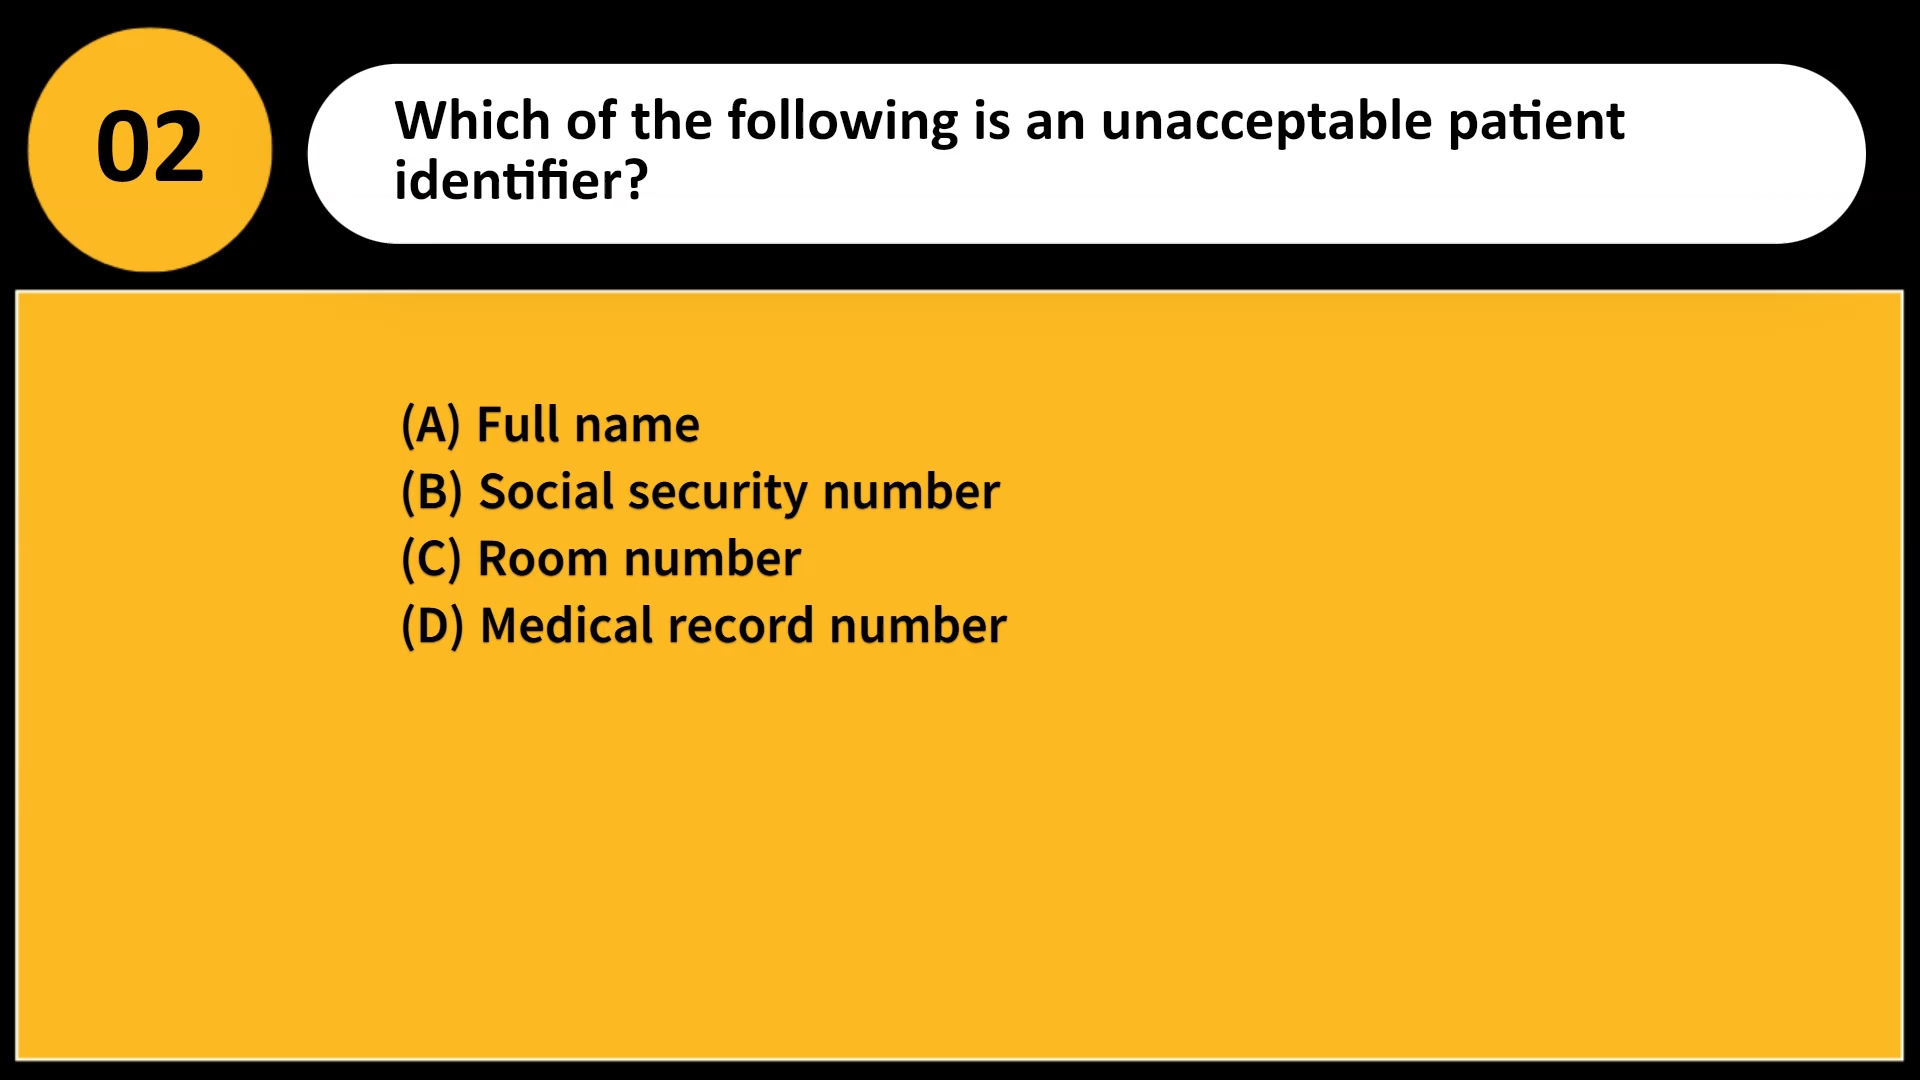 02
Which of the following is an unacceptable patient
identifier?
(A) Full name
(B) Social security number
(C) Room number
(D) Medical record number